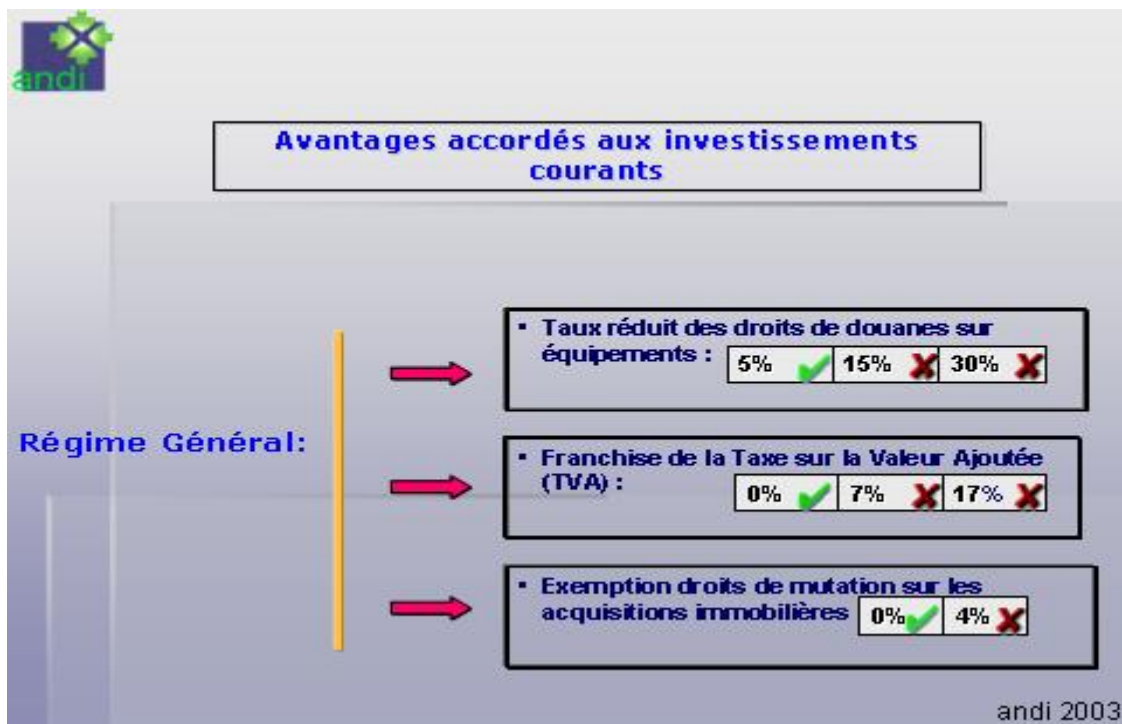 andi
Avantages accordés aux investissements
courants
Régime Général:
▪ Taux réduit des droits de douanes sur
équipements : 5% 15% 30%
▪ Franchise de la Taxe sur la Valeur Ajoutée
(TVA) : 0% 7% 17%
▪ Exemption droits de mutation sur les
acquisitions immobilières 0% 4%
andi 2003